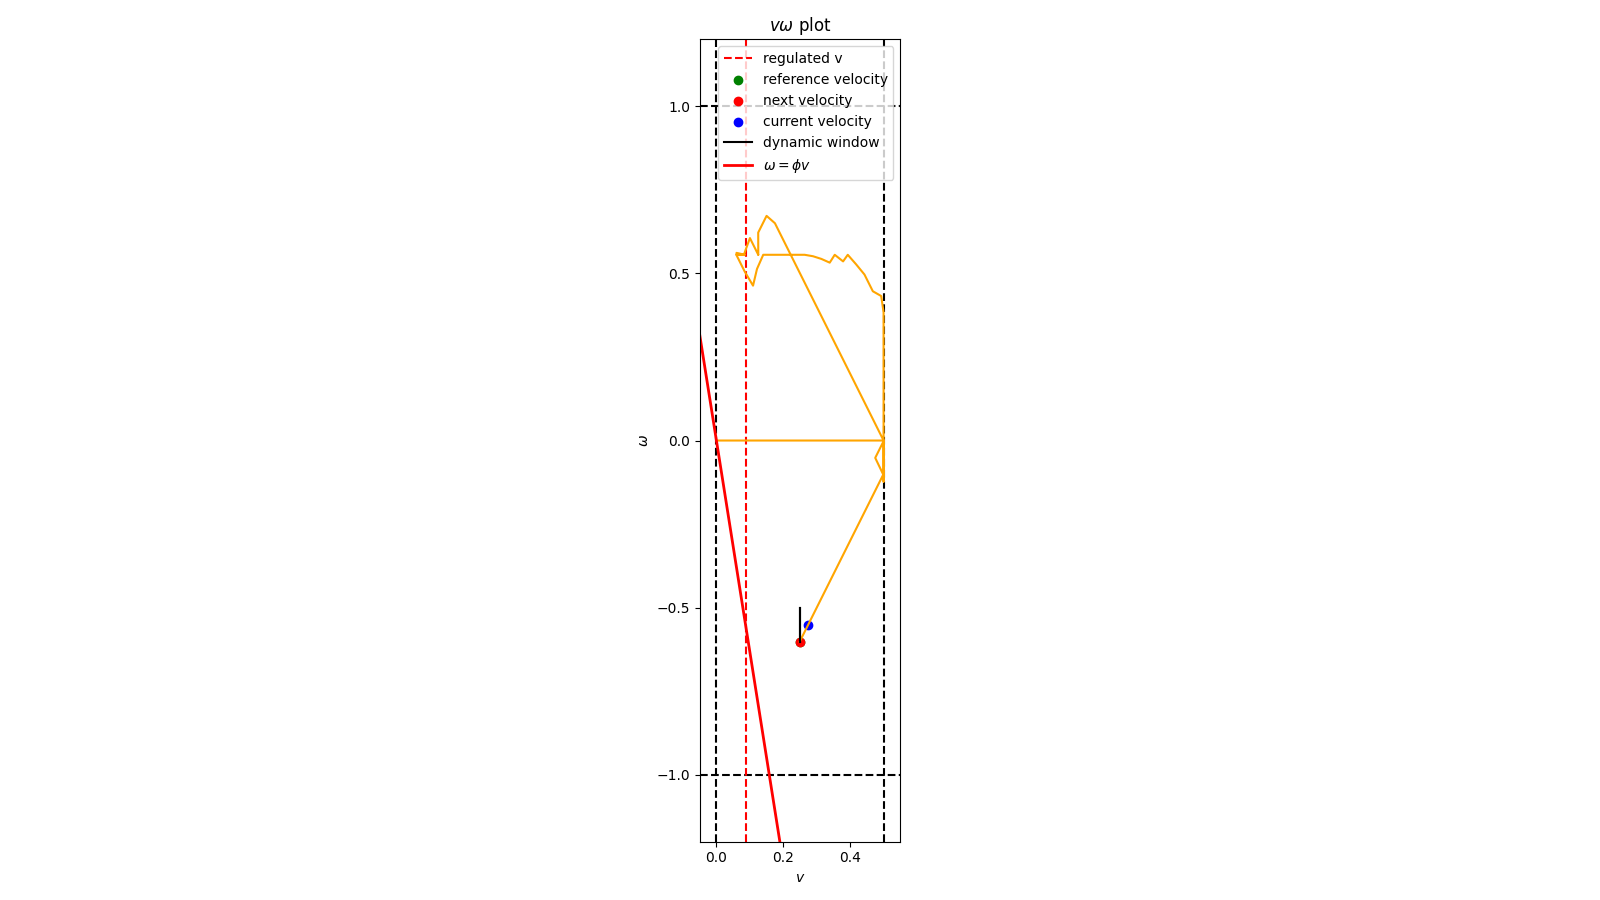 vω plot
regulated v
reference velocity
next velocity
current velocity
dynamic window
ω = ϕv
1.0
0.5
0.0
−0.5
−1.0
ω
0.0 0.2 0.4
v